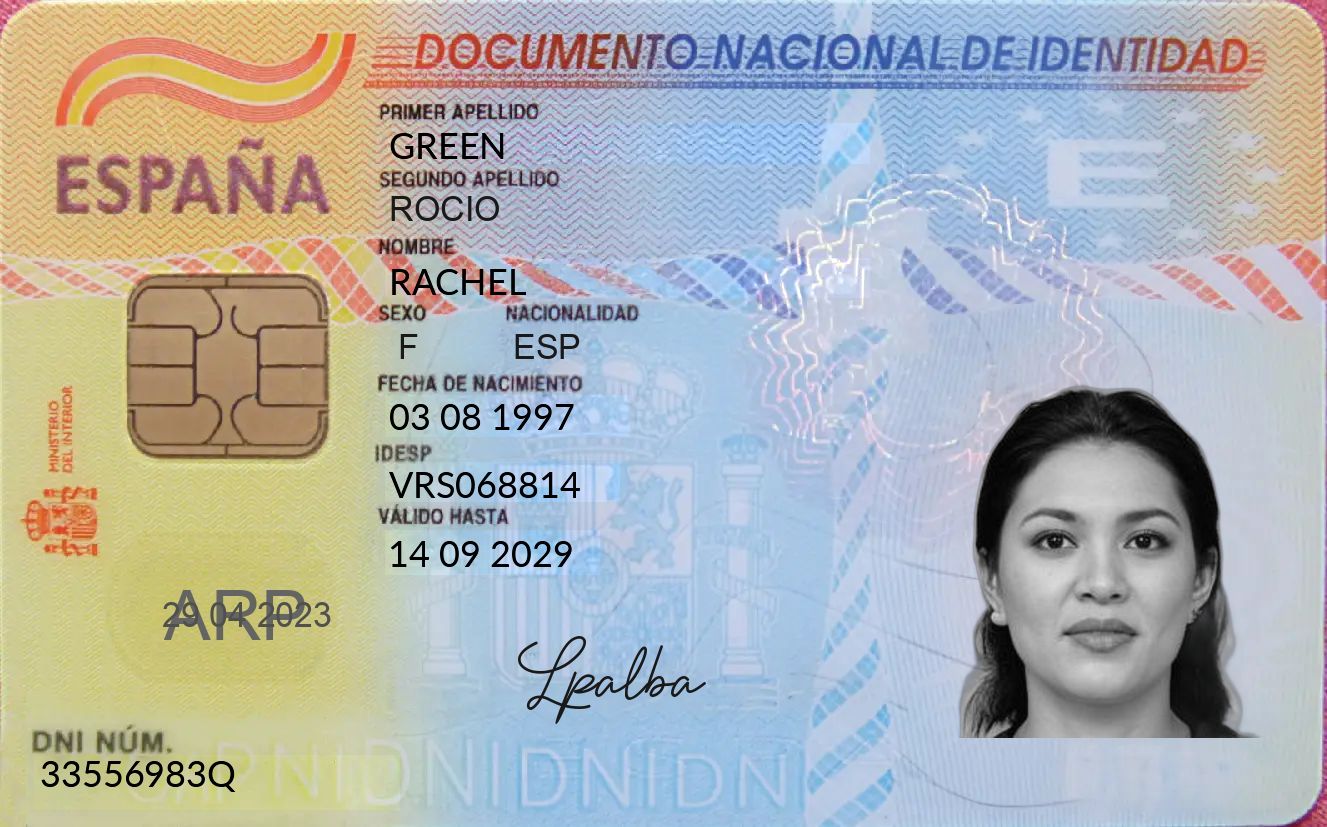 DOCUMENTO NACIONAL DE IDENTIDAD
ESPAÑA
PRIMER APELLIDO
GREEN
SEGUNDO APELLIDO
ROCIO
NOMBRE
RACHEL
SEXO NACIONALIDAD
F ESP
FECHA DE NACIMIENTO
03 08 1997
IDESP
VRS068814
VÁLIDO HASTA
14 09 2029
MINISTERIO
DEL INTERIOR
E
ARP
29 04 2023
Lpalba
DNI NÚM.
33556983Q
DNIDNIDNIDN